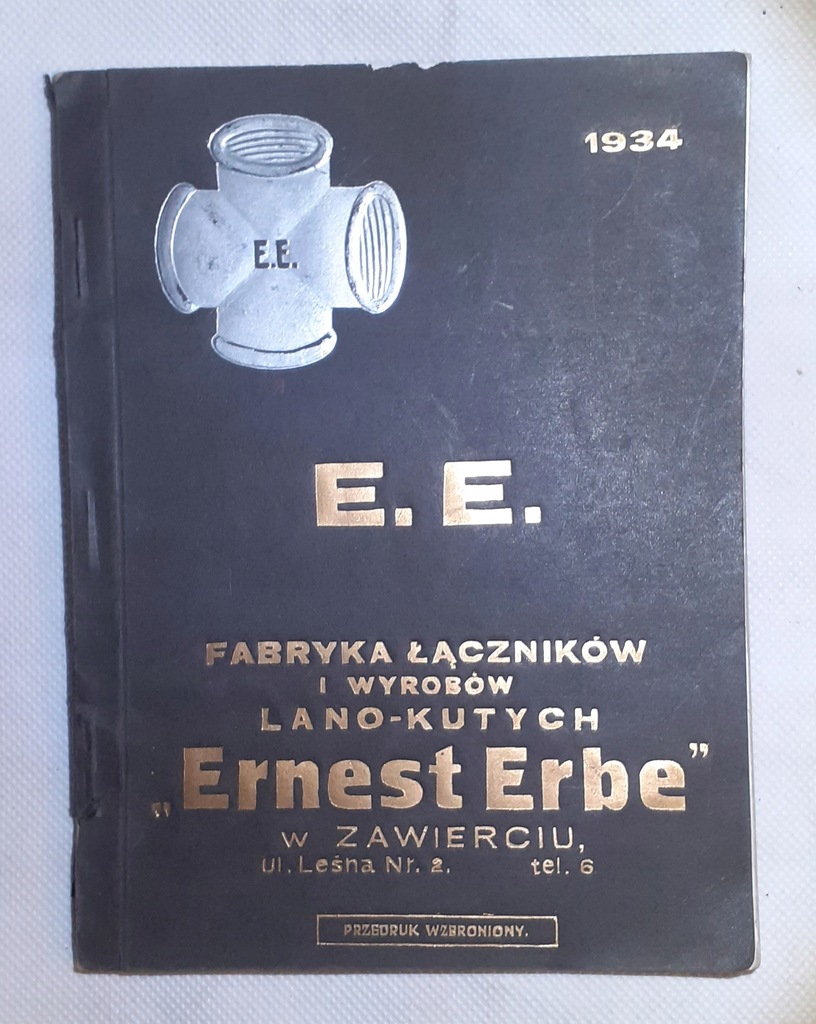 1934
E.E.
E. E.
FABRYKA ŁĄCZNIKÓW
I WYROBÓW
LANO-KUTYCH
„Ernest Erbe”
w ZAWIERCIU,
ul. Leśna Nr. 2. tel. 6
PRZEDRUK WZBRONIONY.